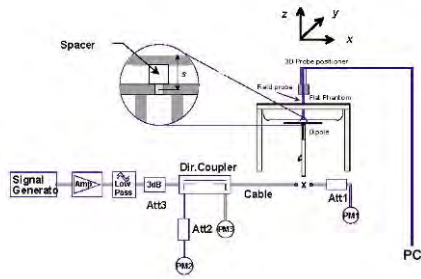 z
y
x
Spacer
s
3D Probe positioner
Field probe
Flat Phantom
Dipole
Signal
Generato
Amp
Low
Pass
3dB
Att3
Dir.Coupler
Cable
x
Att1
PM1
Att2
PM3
PM2
PC